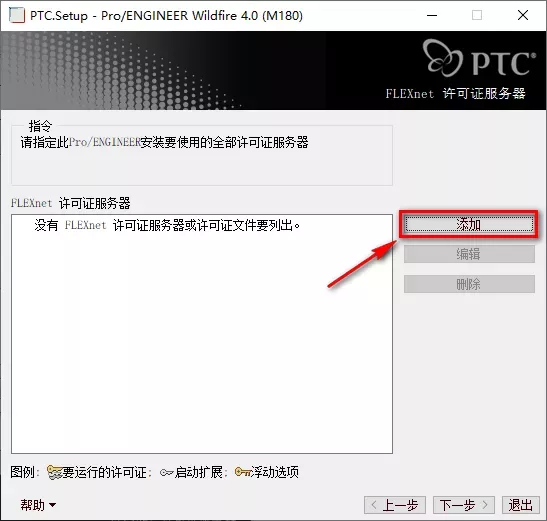 PTC.Setup - Pro/ENGINEER Wildfire 4.0 (M180)
PTC®
FLEXnet 许可证服务器
指令
请指定此Pro/ENGINEER安装要使用的全部许可证服务器
FLEXnet 许可证服务器
没有 FLEXnet 许可证服务器或许可证文件要列出。
添加
编辑
删除
图例: 要运行的许可证; 启动扩展; 浮动选项
帮助
< 上一步 下一步 > 退出